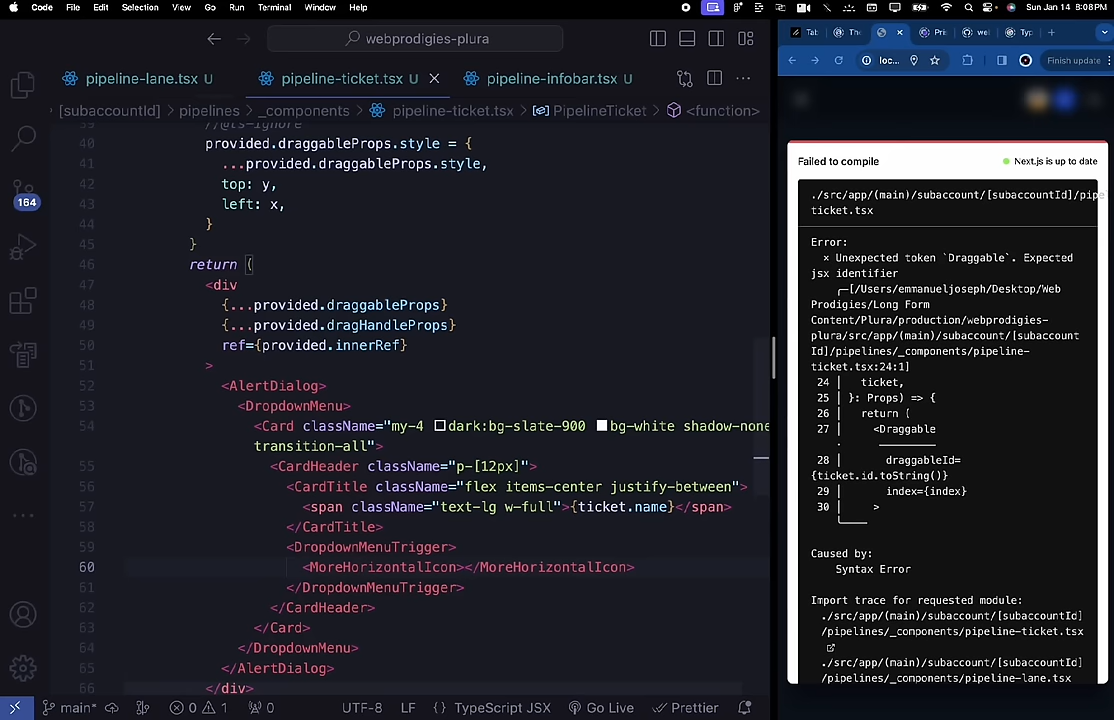 Code File Edit Selection View Go Run Terminal Window Help
Sun Jan 14 8:08 PM
webprodigies-plura
pipeline-lane.tsx U
pipeline-ticket.tsx U
pipeline-infobar.tsx U
[subaccountId] > pipelines > _components > pipeline-ticket.tsx > PipelineTicket > <function>
39 //@ts-ignore
40 provided.draggableProps.style = {
41 ...provided.draggableProps.style,
42 top: y,
43 left: x,
44 }
45 }
46 return (
47 <div
48 {...provided.draggableProps}
49 {...provided.dragHandleProps}
50 ref={provided.innerRef}
51 >
52 <AlertDialog>
53 <DropdownMenu>
54 <Card className="my-4 dark:bg-slate-900 bg-white shadow-none
transition-all">
55 <CardHeader className="p-[12px]">
56 <CardTitle className="flex items-center justify-between">
57 <span className="text-lg w-full">{ticket.name}</span>
58 </CardTitle>
59 <DropdownMenuTrigger>
60 <MoreHorizontalIcon></MoreHorizontalIcon>
61 </DropdownMenuTrigger>
62 </CardHeader>
63 </Card>
64 </DropdownMenu>
65 </AlertDialog>
66 </div>
164
main* 0 1 0 UTF-8 LF {} TypeScript JSX Go Live Prettier
Tab The Pri we Typ
loc... Finish update
Failed to compile
Next.js is up to date
./src/app/(main)/subaccount/[subaccountId]/pipe
ticket.tsx
Error:
× Unexpected token `Draggable`. Expected
jsx identifier
╭─[/Users/emmanueljoseph/Desktop/Web
Prodigies/Long Form
Content/Plura/production/webprodigies-
plura/src/app/(main)/subaccount/[subaccount
Id]/pipelines/_components/pipeline-
ticket.tsx:24:1]
24 │ ticket,
25 │ }: Props) => {
26 │ return (
27 │ <Draggable
· ─────────
28 │ draggableId=
{ticket.id.toString()}
29 │ index={index}
30 │ >
╰────
Caused by:
Syntax Error
Import trace for requested module:
./src/app/(main)/subaccount/[subaccountId]
/pipelines/_components/pipeline-ticket.tsx
./src/app/(main)/subaccount/[subaccountId]
/pipelines/_components/pipeline-lane.tsx